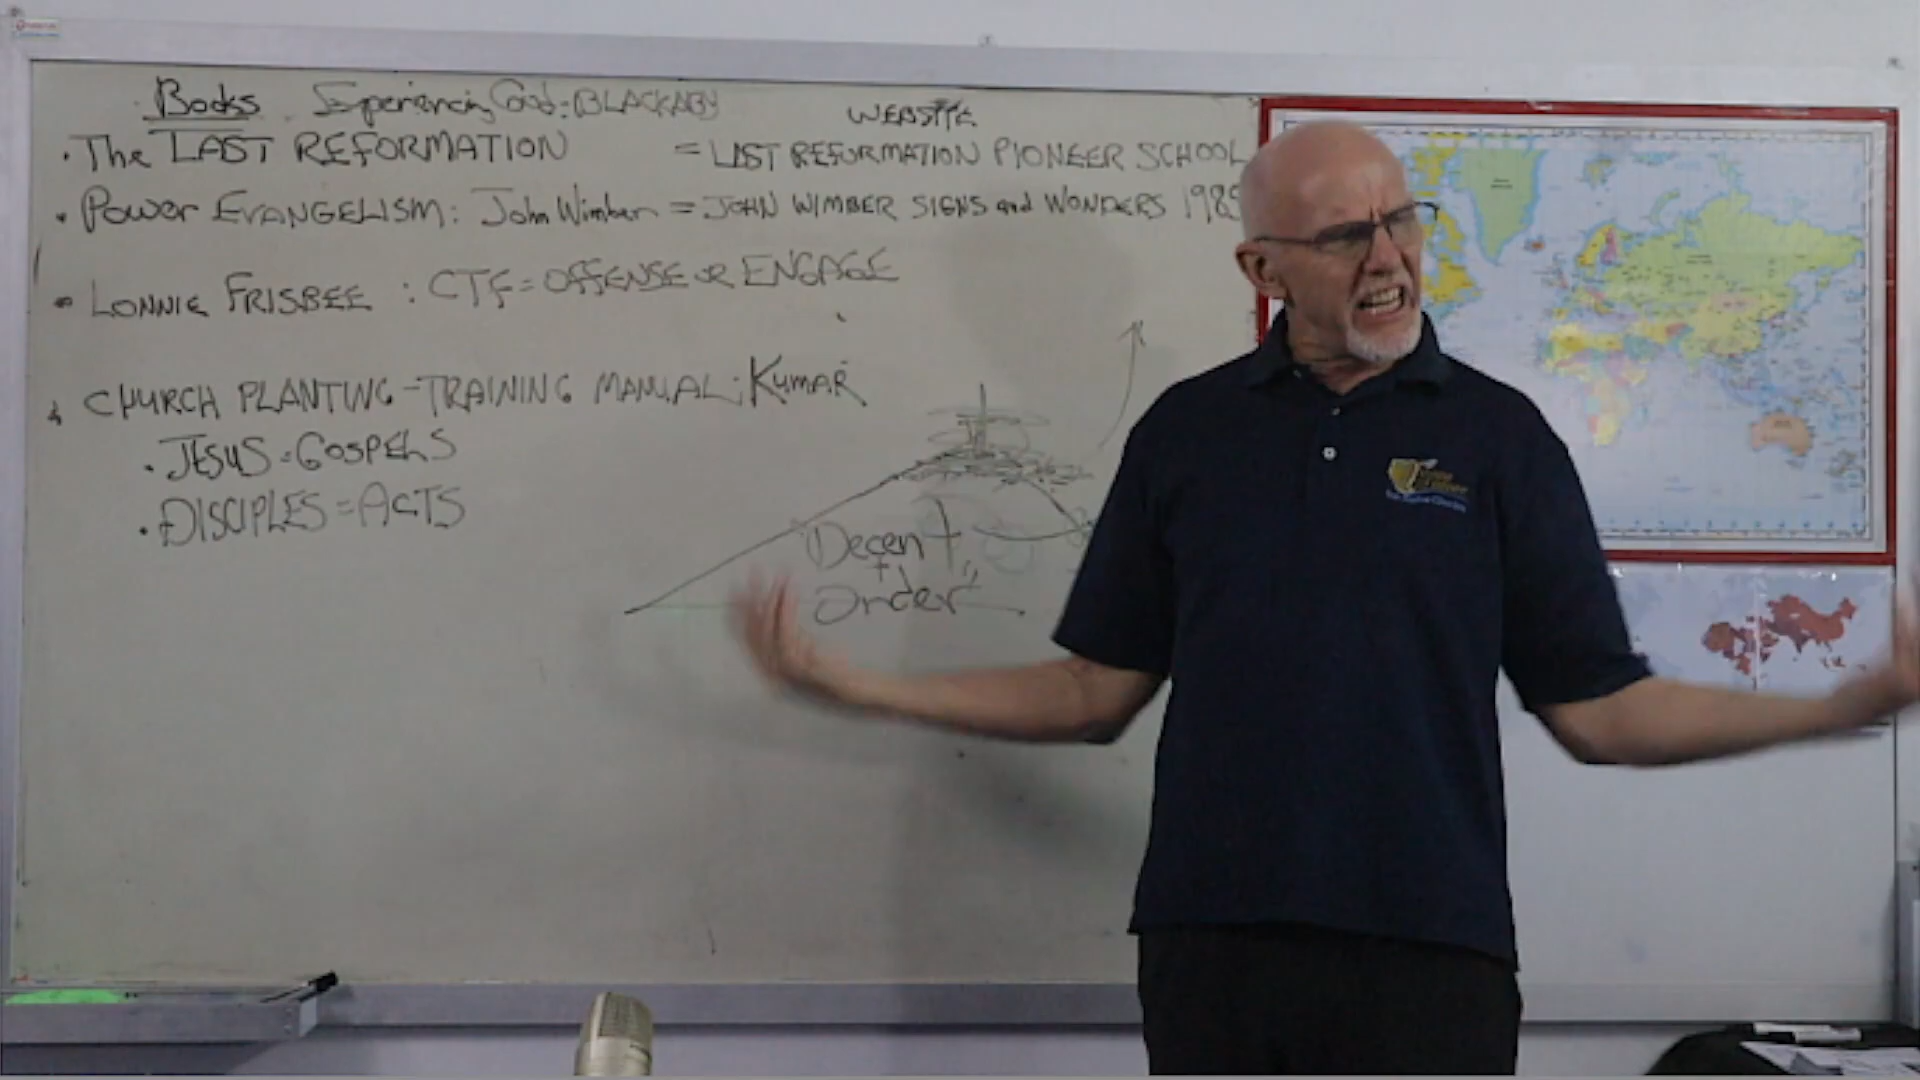 Books Experiencing God: BLACKABY
WEBSITE
• The LAST REFORMATION = LAST REFORMATION PIONEER SCHOOL
• POWER EVANGELISM: John Wimber = JOHN WIMBER SIGNS and WONDERS 1985
• LONNIE FRISBEE : CTF = OFFENSE OR ENGAGE
CHURCH PLANTING - TRAINING MANUAL: KUMAR
• JESUS = GOSPELS
• DISCIPLES = ACTS
Decent
+
order"